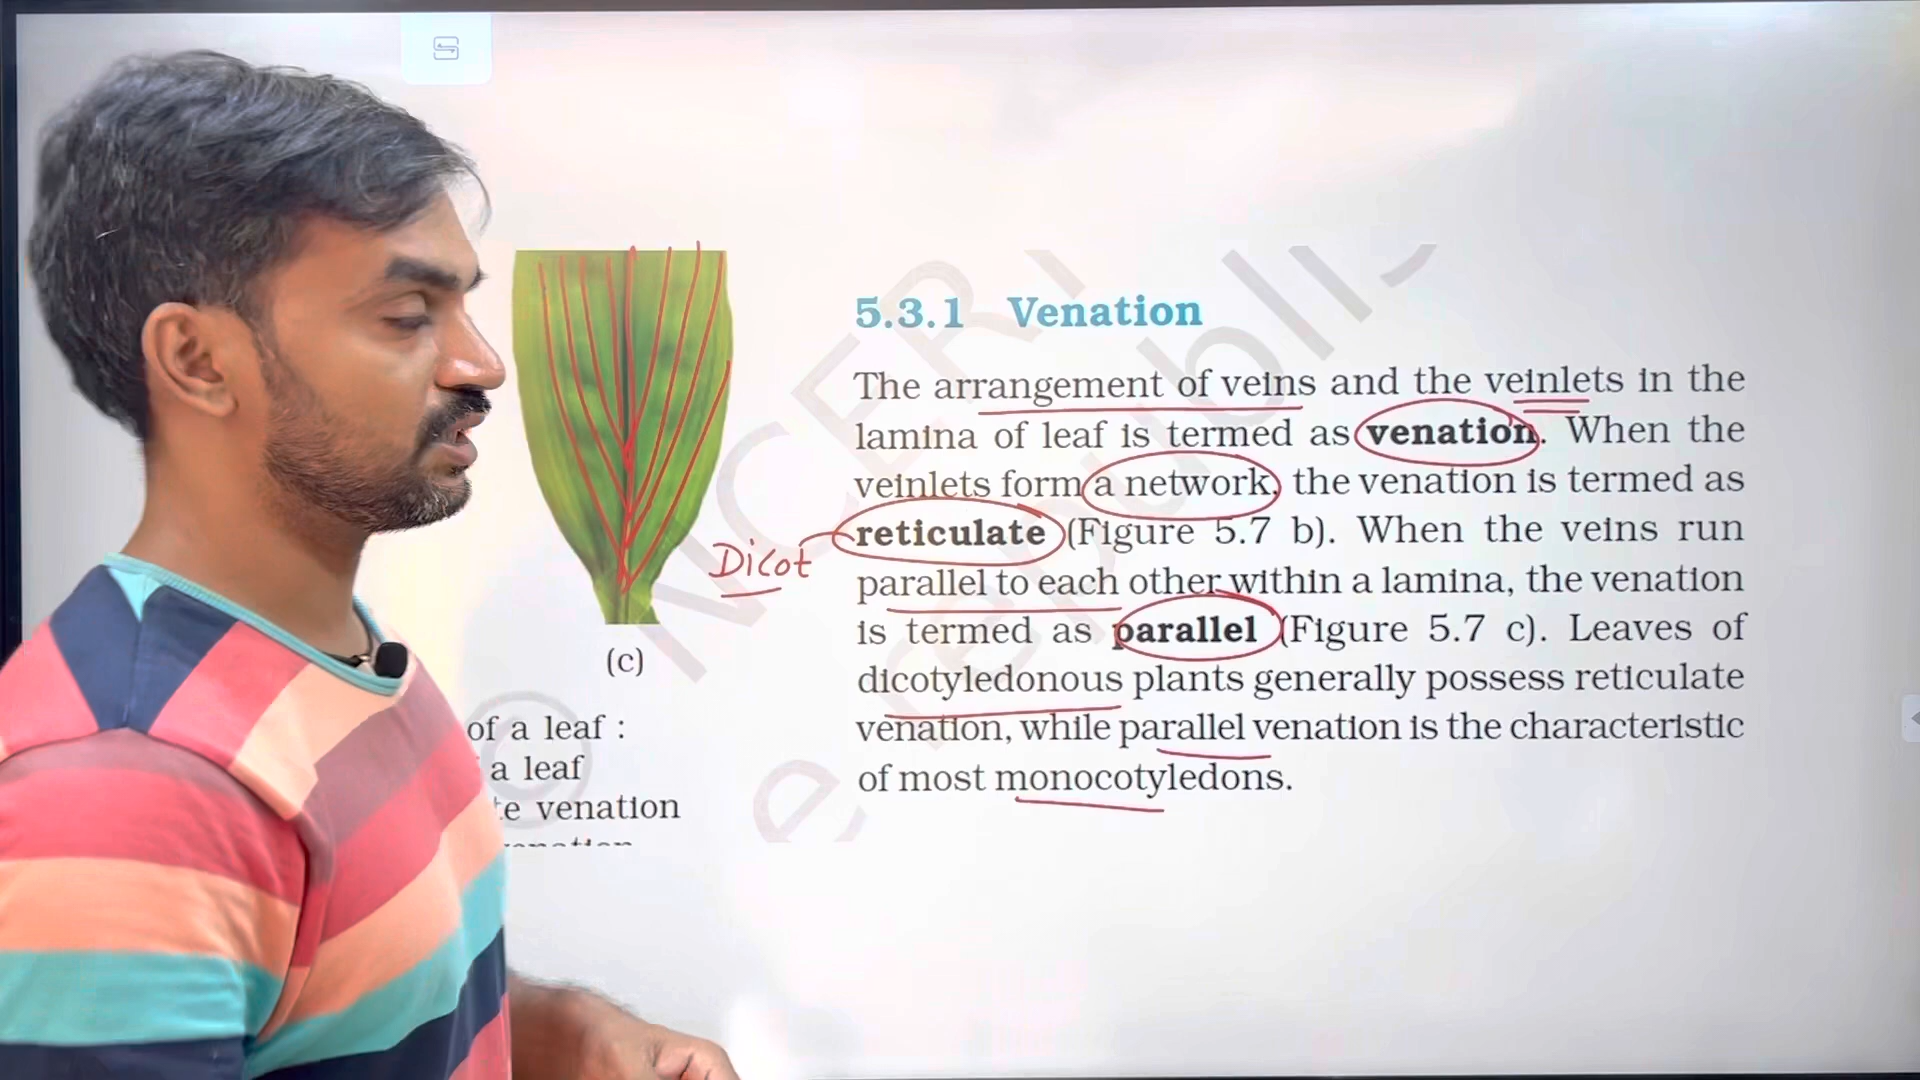 5.3.1 Venation
The arrangement of veins and the veinlets in the
lamina of leaf is termed as venation. When the
veinlets form a network, the venation is termed as
reticulate (Figure 5.7 b). When the veins run
parallel to each other within a lamina, the venation
is termed as parallel (Figure 5.7 c). Leaves of
dicotyledonous plants generally possess reticulate
venation, while parallel venation is the characteristic
of most monocotyledons.
Dicot
(c)
of a leaf :
a leaf
venation
© NCERT